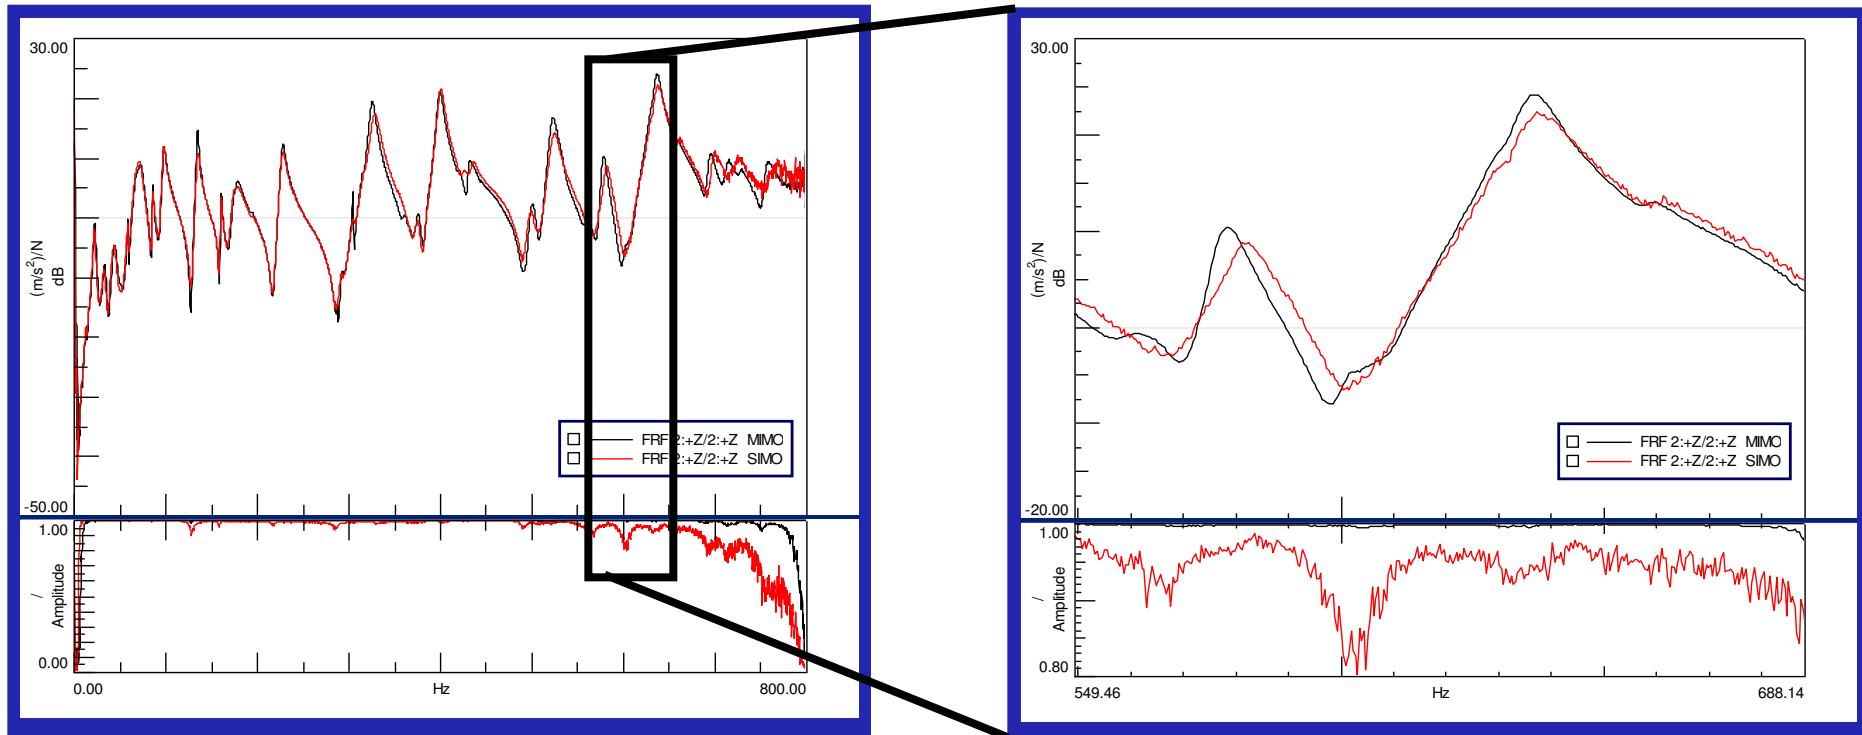 30.00
(m/s²)/N
dB
FRF 2:+Z/2:+Z MIMO
FRF 2:+Z/2:+Z SIMO
-50.00
1.00
/
Amplitude
0.00
0.00
Hz
800.00
30.00
(m/s²)/N
dB
FRF 2:+Z/2:+Z MIMO
FRF 2:+Z/2:+Z SIMO
-20.00
1.00
/
Amplitude
0.80
549.46
Hz
688.14